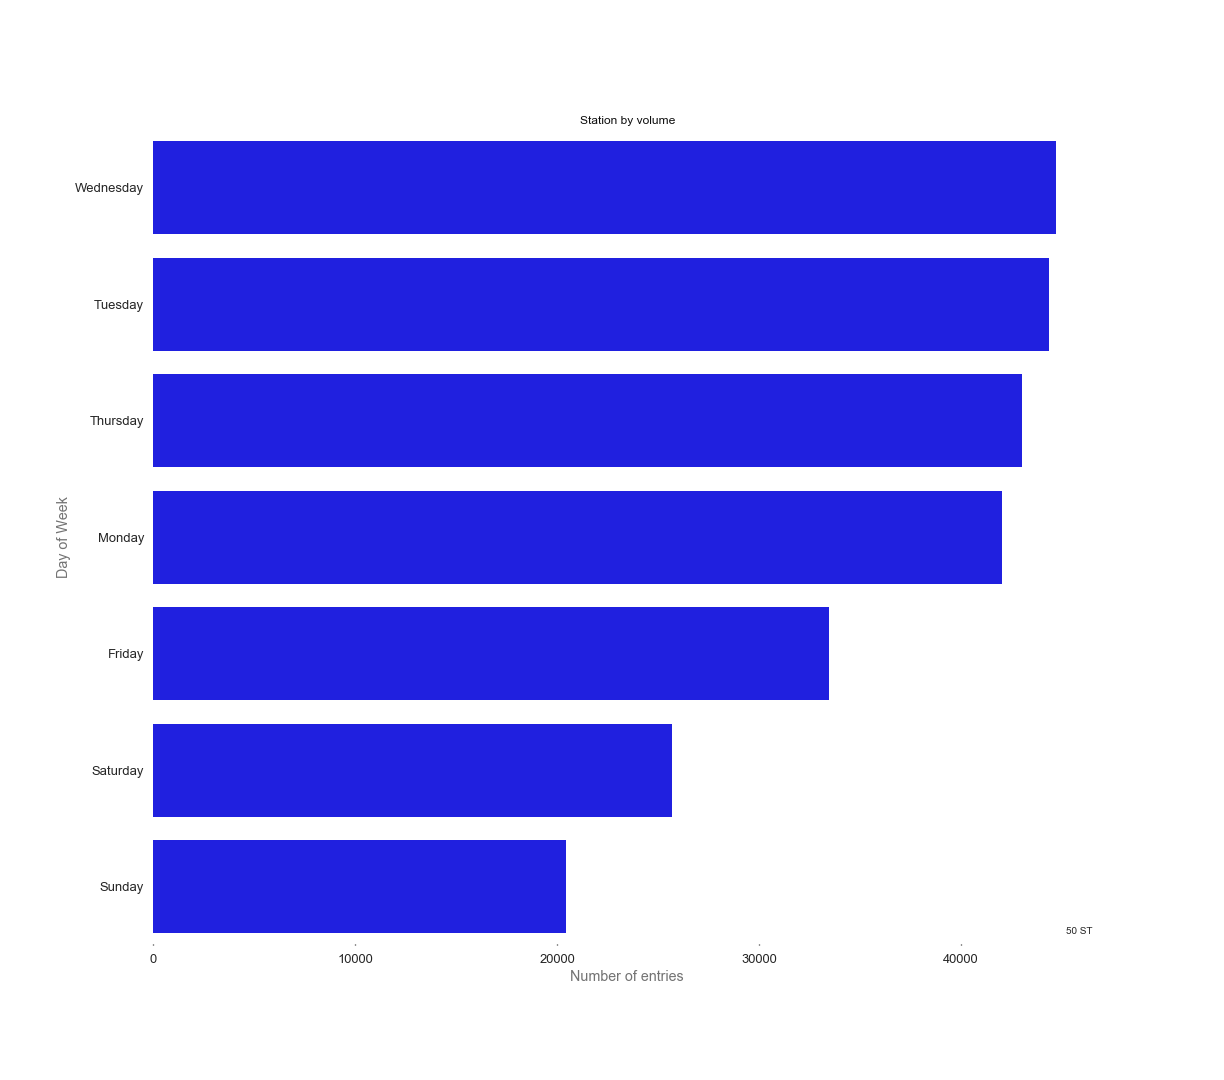 Station by volume
Wednesday
Tuesday
Thursday
Monday
Friday
Saturday
Sunday
Day of Week
50 ST
0 10000 20000 30000 40000
Number of entries